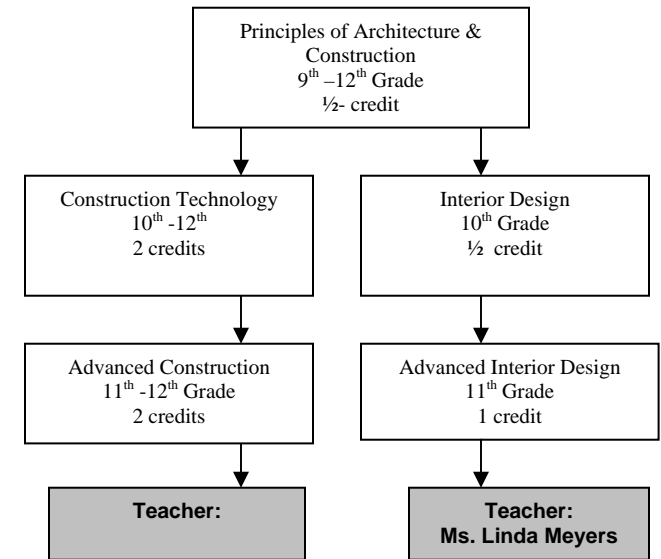 Principles of Architecture &
Construction
9th –12th Grade
½- credit
Construction Technology
10th -12th
2 credits
Interior Design
10th Grade
½ credit
Advanced Construction
11th -12th Grade
2 credits
Advanced Interior Design
11th Grade
1 credit
Teacher:
Teacher:
Ms. Linda Meyers